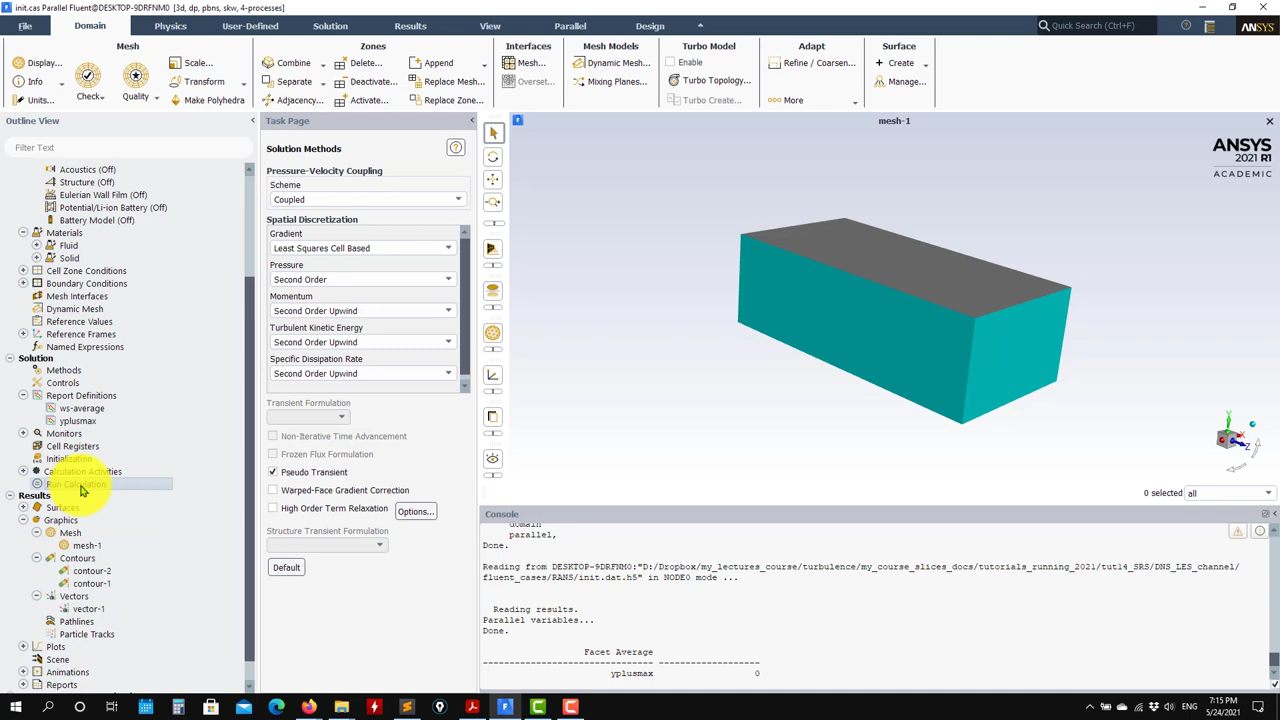 init.cas Parallel Fluent@DESKTOP-9DRFNM0 [3d, dp, pbns, skw, 4-processes]
File Domain Physics User-Defined Solution Results View Parallel Design Quick Search (Ctrl+F) ANSYS
Mesh Zones Interfaces Mesh Models Turbo Model Adapt Surface
Display... Scale... Combine Delete... Append Mesh... Dynamic Mesh... Enable Refine / Coarsen... Create
Info Check Quality Transform Separate Deactivate... Replace Mesh... Overset... Mixing Planes... Turbo Topology... Manage...
Units... Make Polyhedra Adjacency... Activate... Replace Zone... Turbo Create... More
Outline View
Filter Text
Acoustics (Off)
Structure (Off)
Eulerian Wall Film (Off)
Potential/Li-ion Battery (Off)
Battery Model (Off)
Materials
Fluid
Solid
Cell Zone Conditions
Boundary Conditions
Mesh Interfaces
Dynamic Mesh
Reference Values
Reference Frames
Named Expressions
Solution
Methods
Controls
Report Definitions
ws-average
yplusmax
Monitors
Cell Registers
Initialization
Calculation Activities
Run Calculation
Results
Surfaces
Graphics
Mesh
mesh-1
Contours
contour-2
contour-1
Vectors
vector-1
Pathlines
Particle Tracks
Plots
Scene
Animations
Reports
Task Page
Solution Methods
Pressure-Velocity Coupling
Scheme
Coupled
Spatial Discretization
Gradient
Least Squares Cell Based
Pressure
Second Order
Momentum
Second Order Upwind
Turbulent Kinetic Energy
Second Order Upwind
Specific Dissipation Rate
Second Order Upwind
Transient Formulation
Non-Iterative Time Advancement
Frozen Flux Formulation
Pseudo Transient
Warped-Face Gradient Correction
High Order Term Relaxation Options...
Structure Transient Formulation
Default
mesh-1
ANSYS
2021 R1
ACADEMIC
Y
X
Z
0 selected all
Console
domain
parallel,
Done.
Reading from DESKTOP-9DRFNM0:"D:/Dropbox/my_lectures_course/turbulence/my_course_slices_docs/tutorials_running_2021/tut14_SRS/DNS_LES_channel/
fluent_cases/RANS/init.dat.h5" in NODE0 mode ...
Reading results.
Parallel variables...
Done.
Facet Average
-------------------------------- -------------------
yplusmax 0
ENG
7:15 PM
5/24/2021